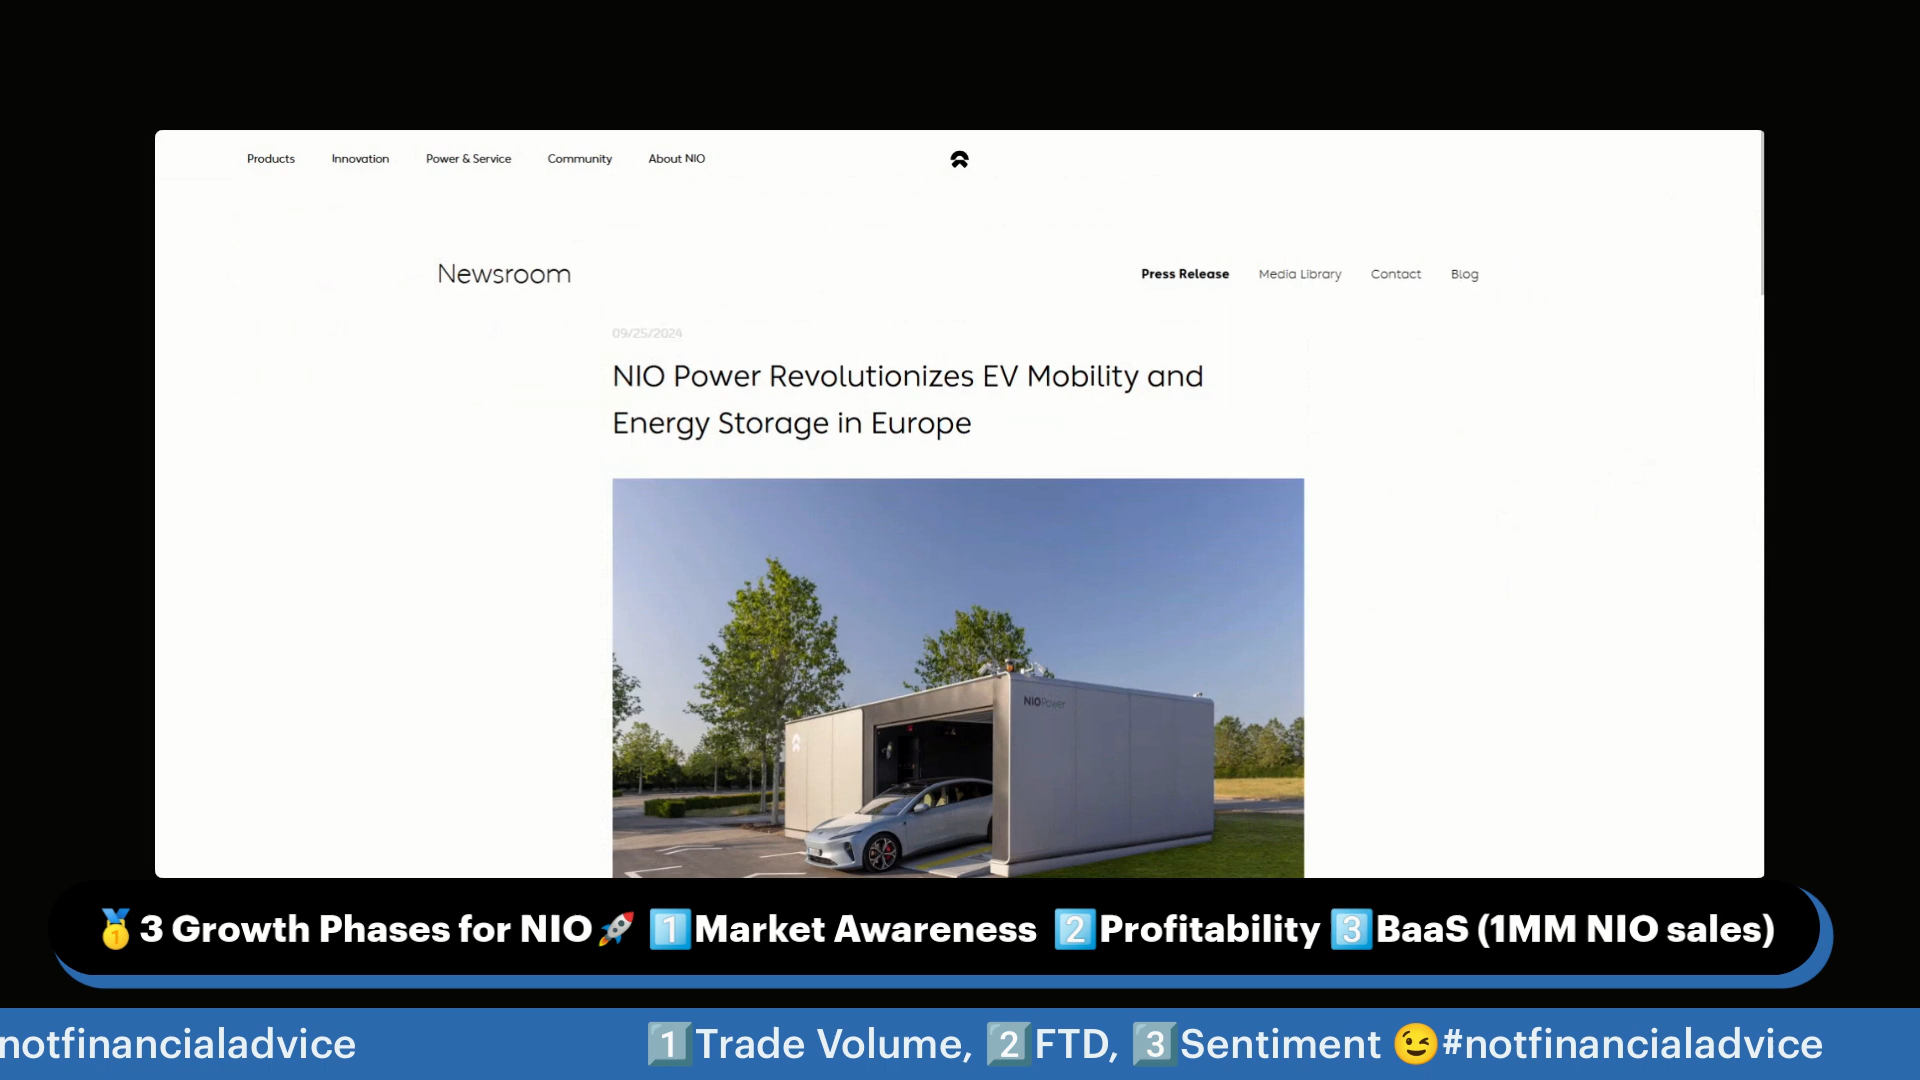 Products Innovation Power & Service Community About NIO
Newsroom
Press Release Media Library Contact Blog
09/25/2024
NIO Power Revolutionizes EV Mobility and
Energy Storage in Europe
NIOPower
🥇3 Growth Phases for NIO🚀 1️⃣Market Awareness 2️⃣Profitability 3️⃣BaaS (1MM NIO sales)
notfinancialadvice 1️⃣Trade Volume, 2️⃣FTD, 3️⃣Sentiment 😉#notfinancialadvice